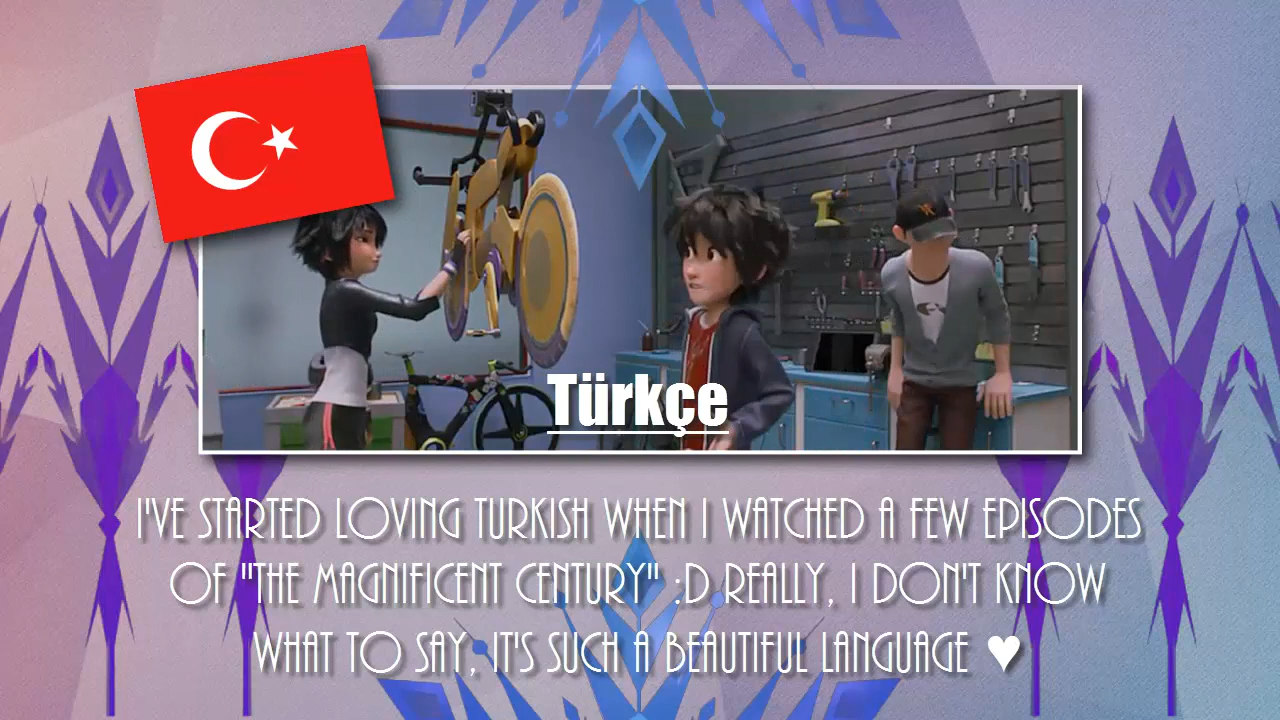 Türkçe
I'VE STARTED LOVING TURKISH WHEN I WATCHED A FEW EPISODES
OF "THE MAGNIFICENT CENTURY" :D REALLY, I DON'T KNOW
WHAT TO SAY, IT'S SUCH A BEAUTIFUL LANGUAGE ♥